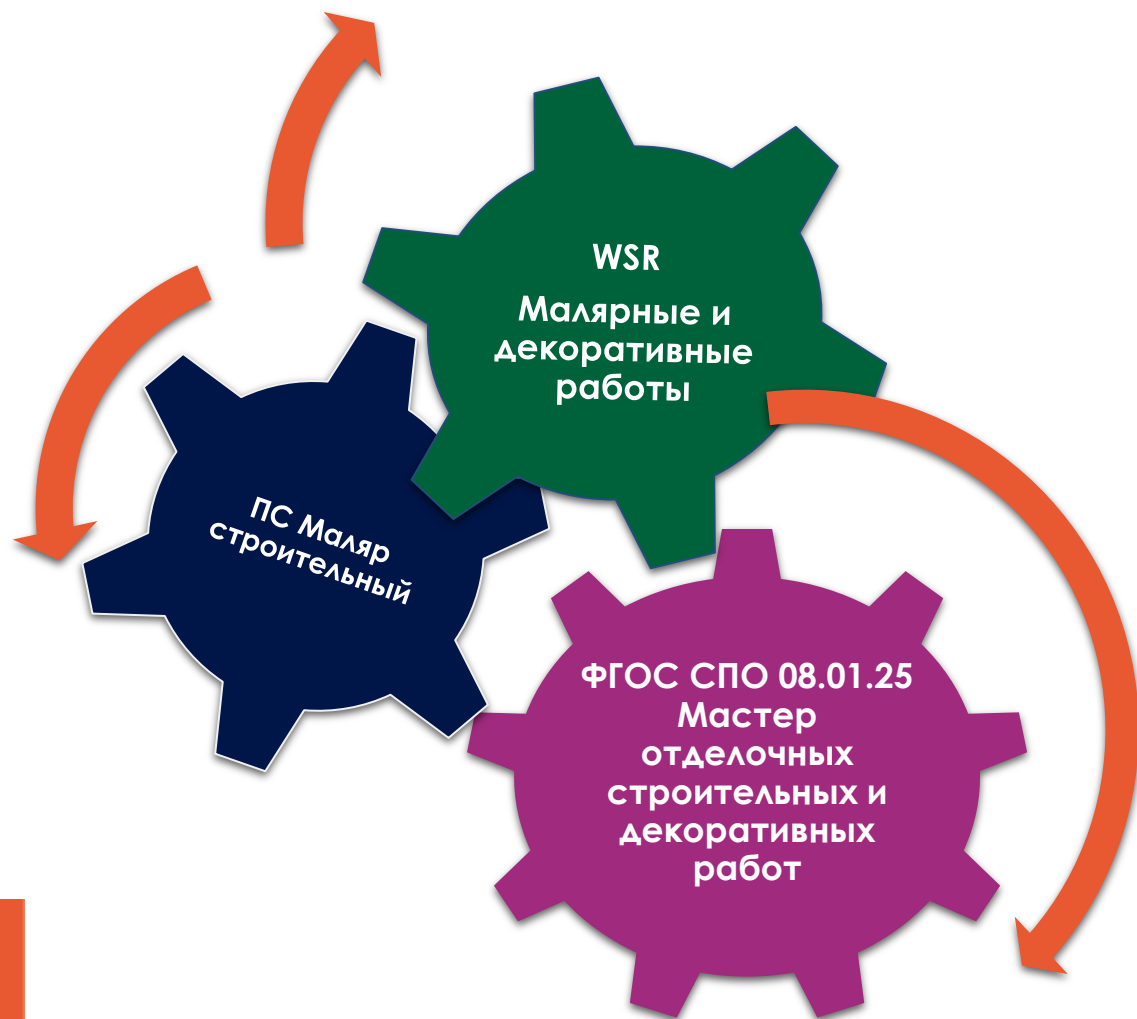 WSR
Малярные и
декоративные
работы
ПС Маляр
строительный
ФГОС СПО 08.01.25
Мастер
отделочных
строительных и
декоративных
работ